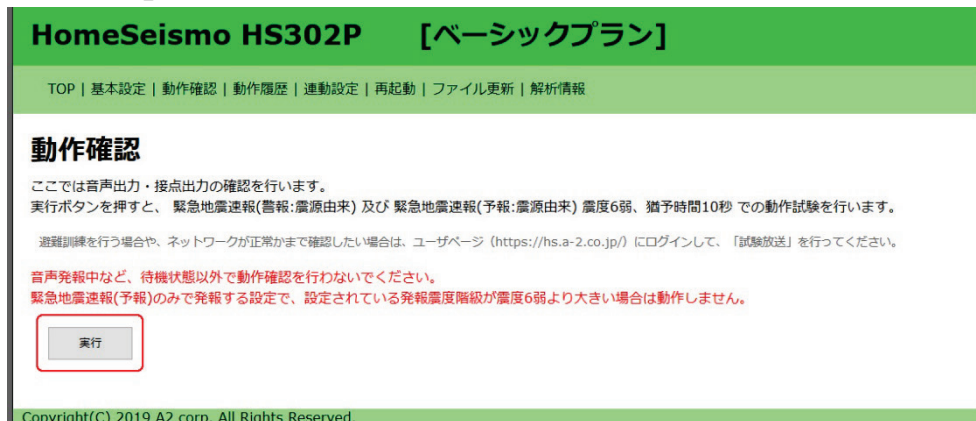 HomeSeismo HS302P　[ベーシックプラン]
TOP | 基本設定 | 動作確認 | 動作履歴 | 連動設定 | 再起動 | ファイル更新 | 解析情報
動作確認
ここでは音声出力・接点出力の確認を行います。
実行ボタンを押すと、 緊急地震速報(警報:震源由来) 及び 緊急地震速報(予報:震源由来) 震度6弱、猶予時間10秒 での動作試験を行います。
避難訓練を行う場合や、ネットワークが正常かまで確認したい場合は、ユーザページ（https://hs.a-2.co.jp/）にログインして、「試験放送」を行ってください。
音声発報中など、待機状態以外で動作確認を行わないでください。
緊急地震速報(予報)のみで発報する設定で、設定されている発報震度階級が震度6弱より大きい場合は動作しません。
実行
Copyright(C) 2019 A2 corp. All Rights Reserved.